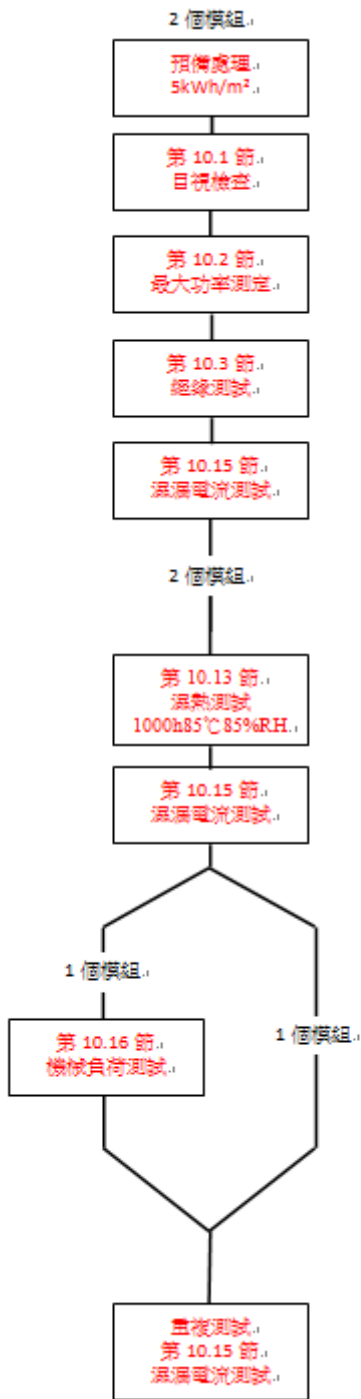 2 個模組
預備處理
5kWh/m²
第 10.1 節
目視檢查
第 10.2 節
最大功率測定
第 10.3 節
絕緣測試
第 10.15 節
濕漏電流測試
2 個模組
第 10.13 節
濕熱測試
1000h85℃85%RH
第 10.15 節
濕漏電流測試
1 個模組
1 個模組
第 10.16 節
機械負荷測試
重複測試
第 10.15 節
濕漏電流測試